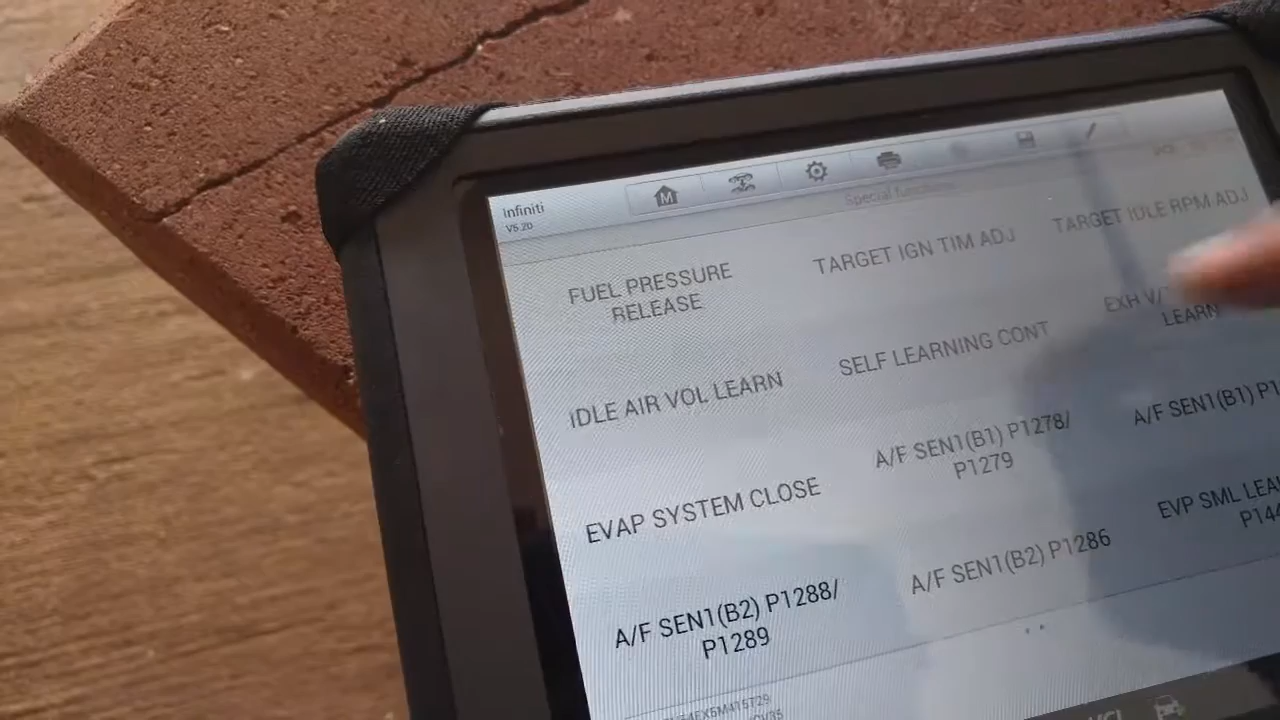 Infiniti
V5.20
M
Special functions
FUEL PRESSURE
RELEASE
TARGET IGN TIM ADJ
TARGET IDLE RPM ADJ
IDLE AIR VOL LEARN
SELF LEARNING CONT
EXH V/
LEARN
EVAP SYSTEM CLOSE
A/F SEN1(B1) P1278/
P1279
A/F SEN1(B1) P1
A/F SEN1(B2) P1288/
P1289
A/F SEN1(B2) P1286
EVP SML LEA
P14